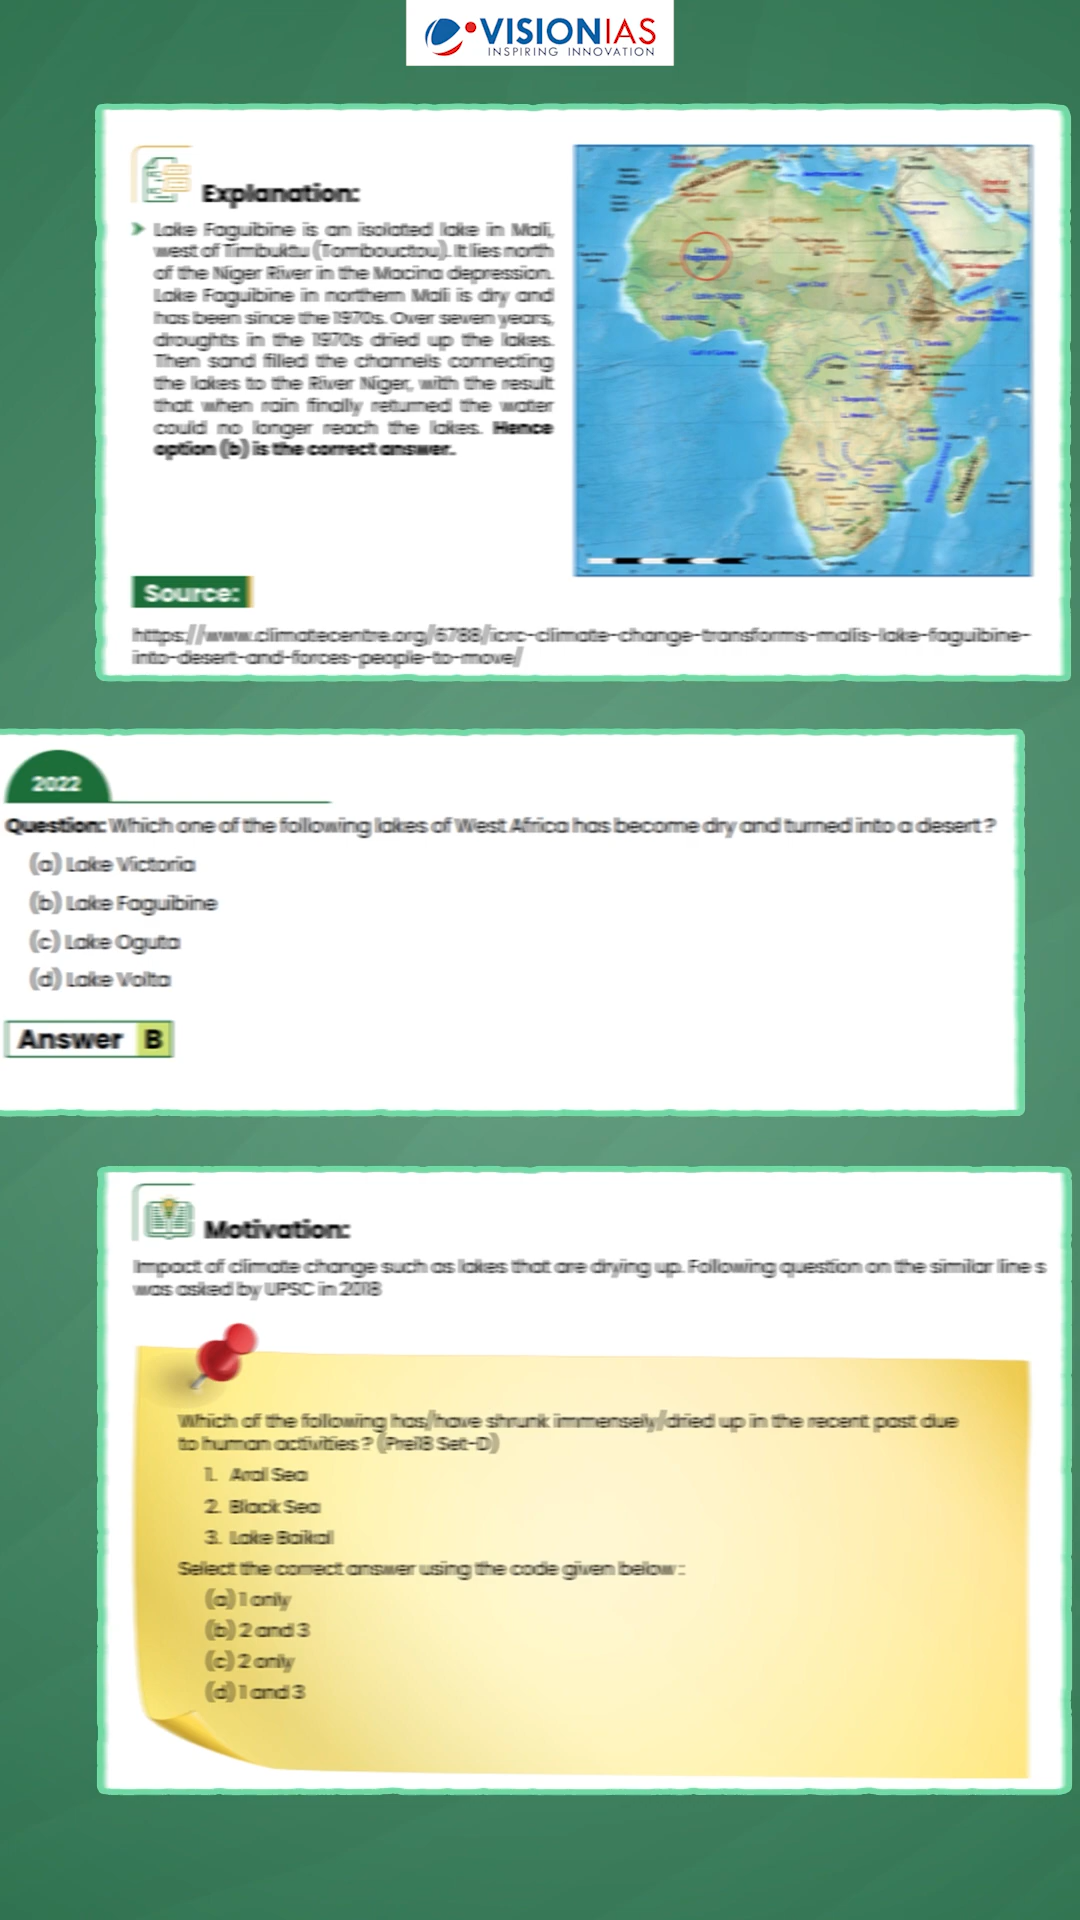 VISIONIAS
INSPIRING INNOVATION
Explanation:
Lake Faguibine is an isolated lake in Mali,
west of Timbuktu (Tombouctou). It lies north
of the Niger River in the Macina depression.
Lake Faguibine in northern Mali is dry and
has been since the 1970s. Over seven years,
droughts in the 1970s dried up the lakes.
Then sand filled the channels connecting
the lakes to the River Niger, with the result
that when rain finally returned the water
could no longer reach the lakes. Hence
option (b) is the correct answer.
Lake
Faguibine
Gulf of Guinea
Source:
https://www.climatecentre.org/6788/icrc-climate-change-transforms-malis-lake-faguibine-
into-desert-and-forces-people-to-move/
2022
Question: Which one of the following lakes of West Africa has become dry and turned into a desert?
(a) Lake Victoria
(b) Lake Faguibine
(c) Lake Oguta
(d) Lake Volta
Answer B
Motivation:
Impact of climate change such as lakes that are drying up. Following question on the similar line s
was asked by UPSC in 2018
Which of the following has/have shrunk immensely/dried up in the recent past due
to human activities? (Pre18 Set-D)
1. Aral Sea
2. Black Sea
3. Lake Baikal
Select the correct answer using the code given below:
(a) 1 only
(b) 2 and 3
(c) 2 only
(d) 1 and 3